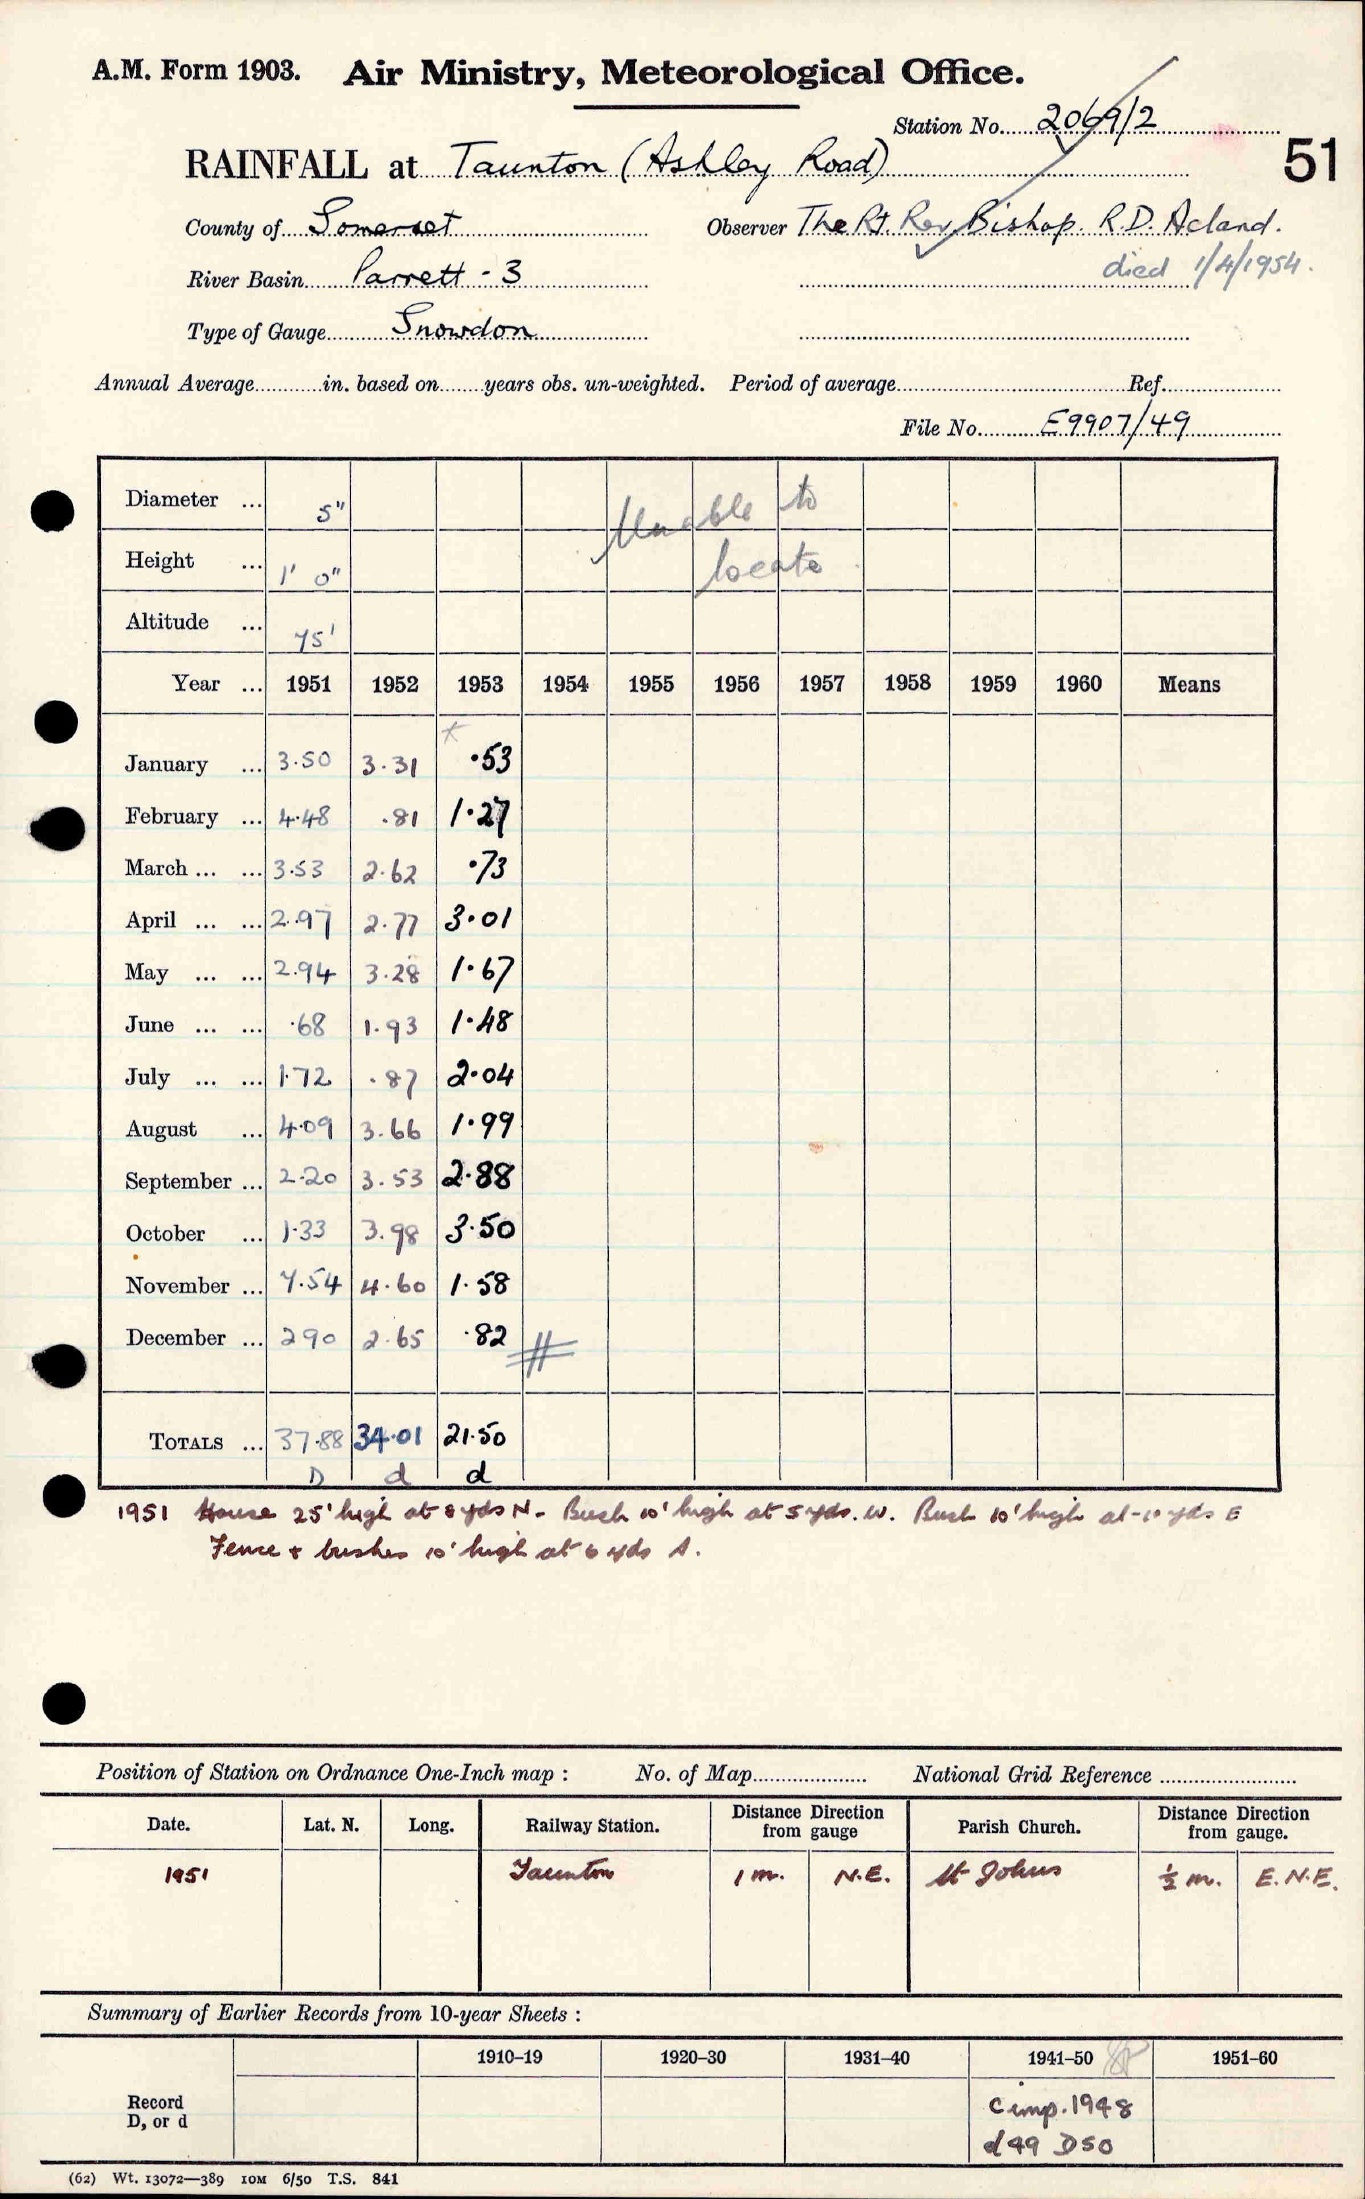 A.M. Form 1903. Air Ministry, Meteorological Office.
Station No. 2069/2
RAINFALL at Taunton (Ashley Road)
51
County of Somerset Observer The Rt. Rev. Bishop. R.D. Acland.
River Basin Parrett - 3 died 1/4/1954.
Type of Gauge Snowdon
Annual Average in. based on years obs. un-weighted. Period of average Ref.
File No. E9907/49
Diameter ... 5"
Unable to
Height ... 1' 0"
locate
Altitude ... 75'
Year ... 1951 1952 1953 1954 1955 1956 1957 1958 1959 1960 Means
January ... 3.50 3.31 .53
February ... 4.48 .81 1.27
March ... ... 3.53 2.62 .73
April ... ... 2.97 2.77 3.01
May ... ... 2.94 3.28 1.67
June ... ... .68 1.93 1.48
July ... ... 1.72 .87 2.04
August ... 4.09 3.66 1.99
September ... 2.20 3.53 2.88
October ... 1.33 3.98 3.50
November ... 7.54 4.60 1.58
December ... 2 90 2.65 .82 #
TOTALS ... 37.88 34.01 21.50
D d d
1951 House 25' high at 8 yds N. Bush 10' high at 5 yds. W. Bush 10' high at 10 yds E
Fence + bushes 10' high at 6 yds S.
Position of Station on Ordnance One-Inch map : No. of Map National Grid Reference
Date. Lat. N. Long. Railway Station. Distance Direction from gauge Parish Church. Distance Direction from gauge.
1951 Taunton 1 m. N.E. St Johns ½ m. E.N.E.
Summary of Earlier Records from 10-year Sheets :
1910–19 1920–30 1931–40 1941–50 1951–60
Record
D, or d
C imp. 1948
d 49 D50
(62) Wt. 13072—389 10M 6/50 T.S. 841